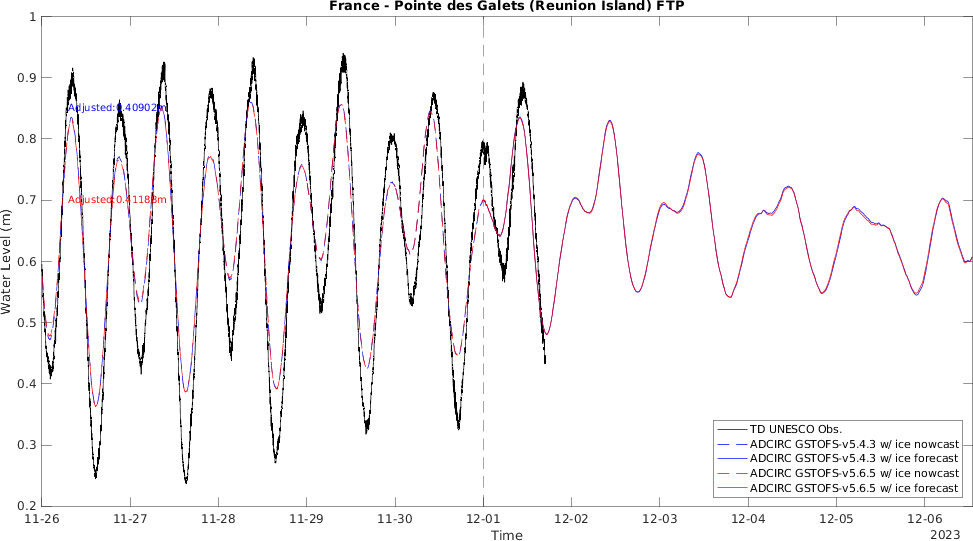 France - Pointe des Galets (Reunion Island) FTP
1
0.9
0.8
0.7
0.6
0.5
0.4
0.3
0.2
Water Level (m)
Adjusted:0.40902m
Adjusted:0.41188m
TD UNESCO Obs.
ADCIRC GSTOFS-v5.4.3 w/ ice nowcast
ADCIRC GSTOFS-v5.4.3 w/ ice forecast
ADCIRC GSTOFS-v5.6.5 w/ ice nowcast
ADCIRC GSTOFS-v5.6.5 w/ ice forecast
11-26 11-27 11-28 11-29 11-30 12-01 12-02 12-03 12-04 12-05 12-06
Time
2023